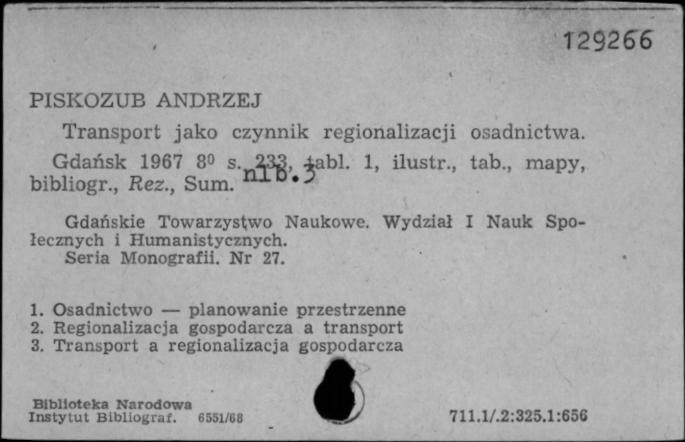 129266
PISKOZUB ANDRZEJ
Transport jako czynnik regionalizacji osadnictwa.
Gdańsk 1967 8⁰ s. 233, tabl. 1, ilustr., tab., mapy,
nlb. 3
bibliogr., Rez., Sum.
Gdańskie Towarzystwo Naukowe. Wydział I Nauk Spo-
łecznych i Humanistycznych.
Seria Monografii. Nr 27.
1. Osadnictwo — planowanie przestrzenne
2. Regionalizacja gospodarcza a transport
3. Transport a regionalizacja gospodarcza
Biblioteka Narodowa
Instytut Bibliograf. 6551/68
711.1/.2:325.1:656